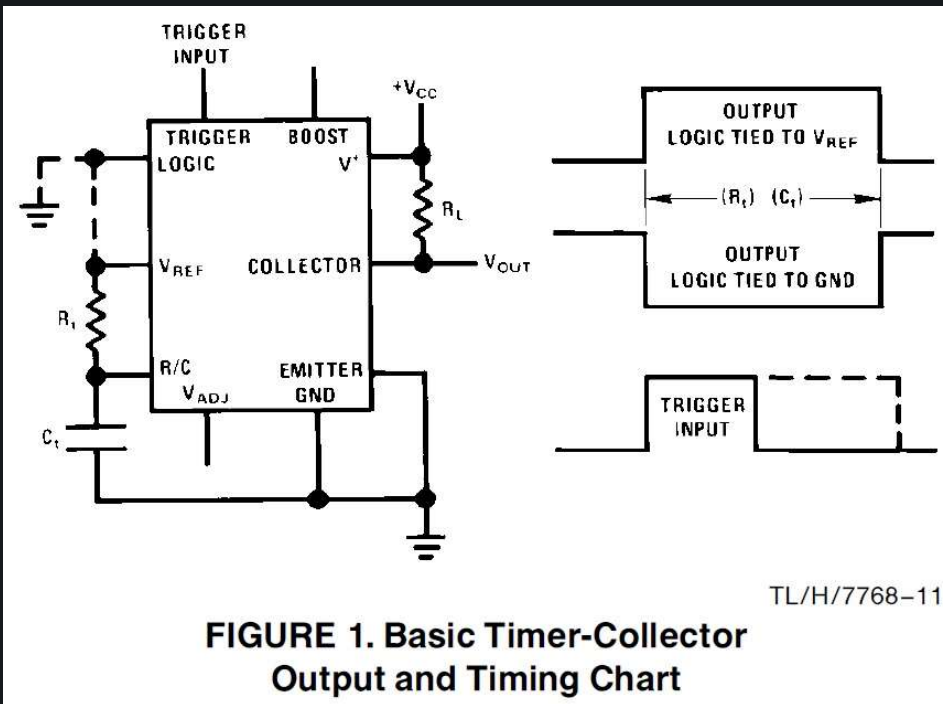 TRIGGER
INPUT
+VCC
TRIGGER BOOST
LOGIC V+
RL
VREF COLLECTOR VOUT
Rt
R/C EMITTER
VADJ GND
Ct
OUTPUT
LOGIC TIED TO VREF
(Rt) (Ct)
OUTPUT
LOGIC TIED TO GND
TRIGGER
INPUT
TL/H/7768–11
FIGURE 1. Basic Timer-Collector
Output and Timing Chart